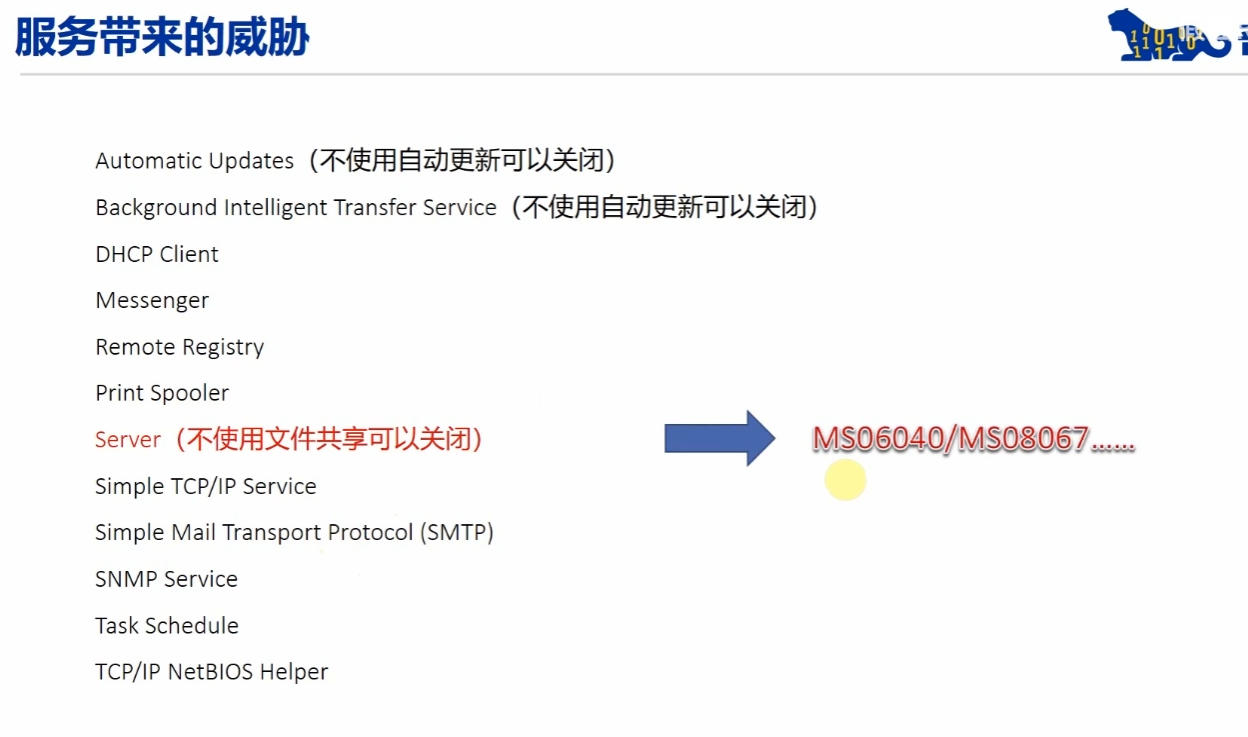 服务带来的威胁
Automatic Updates（不使用自动更新可以关闭）
Background Intelligent Transfer Service（不使用自动更新可以关闭）
DHCP Client
Messenger
Remote Registry
Print Spooler
Server（不使用文件共享可以关闭）
MS06040/MS08067……
Simple TCP/IP Service
Simple Mail Transport Protocol (SMTP)
SNMP Service
Task Schedule
TCP/IP NetBIOS Helper